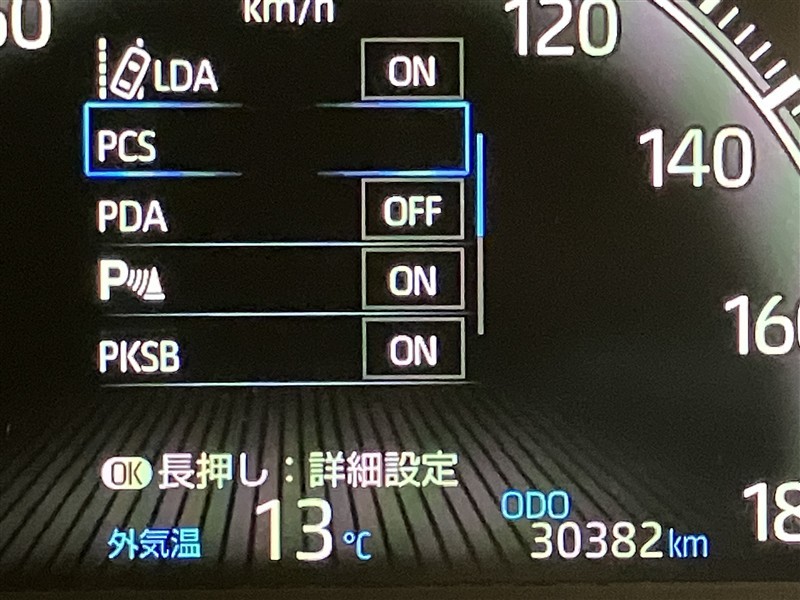 km/h
120
LDA ON
PCS
140
PDA OFF
P ON
160
PKSB ON
OK 長押し：詳細設定
ODO
外気温 13℃ 30382km